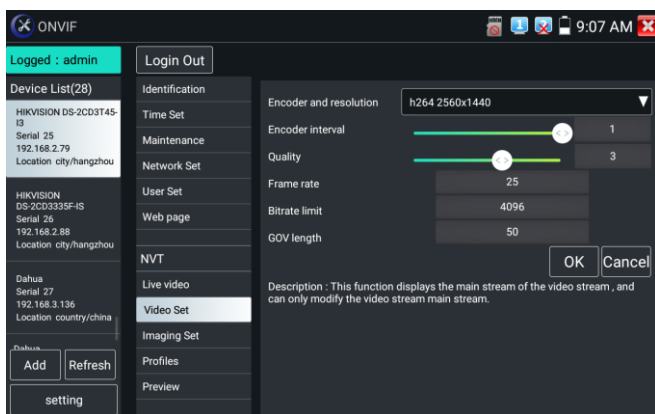 ONVIF
9:07 AM
Logged : admin
Login Out
Device List(28)
HIKVISION DS-2CD3T45-
I3
Serial 25
192.168.2.79
Location city/hangzhou
HIKVISION
DS-2CD3335F-IS
Serial 26
192.168.2.88
Location city/hangzhou
Dahua
Serial 27
192.168.3.136
Location country/china
Dahua
Add
Refresh
setting
Identification
Time Set
Maintenance
Network Set
User Set
Web page
NVT
Live video
Video Set
Imaging Set
Profiles
Preview
Encoder and resolution
h264 2560x1440
Encoder interval
1
Quality
3
Frame rate
25
Bitrate limit
4096
GOV length
50
OK
Cancel
Description : This function displays the main stream of the video stream , and
can only modify the video stream main stream.